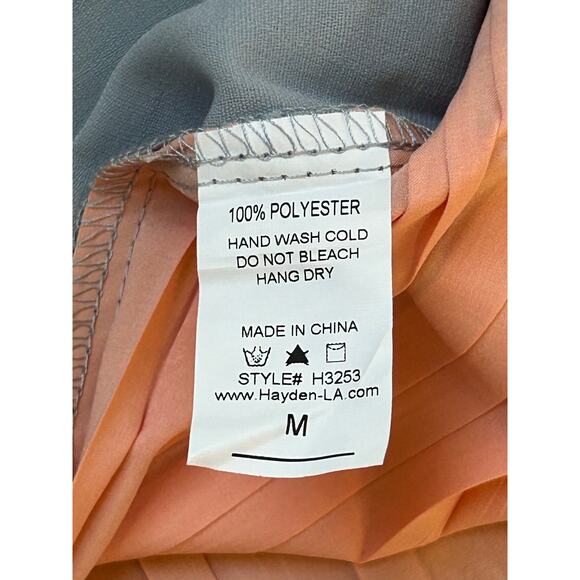 100% POLYESTER
HAND WASH COLD
DO NOT BLEACH
HANG DRY
MADE IN CHINA
STYLE# H3253
www.Hayden-LA.com
M